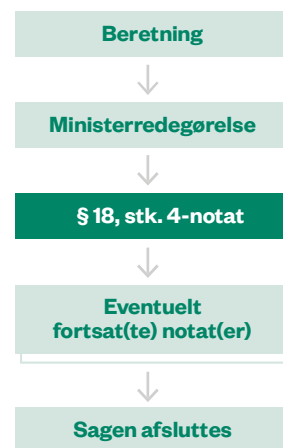 Beretning
Ministerredegørelse
§ 18, stk. 4-notat
Eventuelt
fortsat(te) notat(er)
Sagen afsluttes